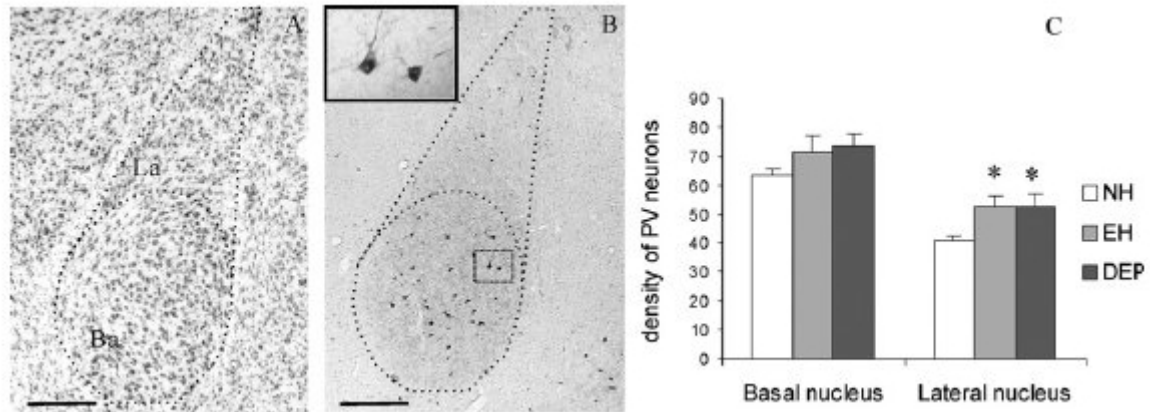 A
La
Ba
B
C
density of PV neurons
90
80
70
60
50
40
30
20
10
0
* *
Basal nucleus
Lateral nucleus
NH
EH
DEP